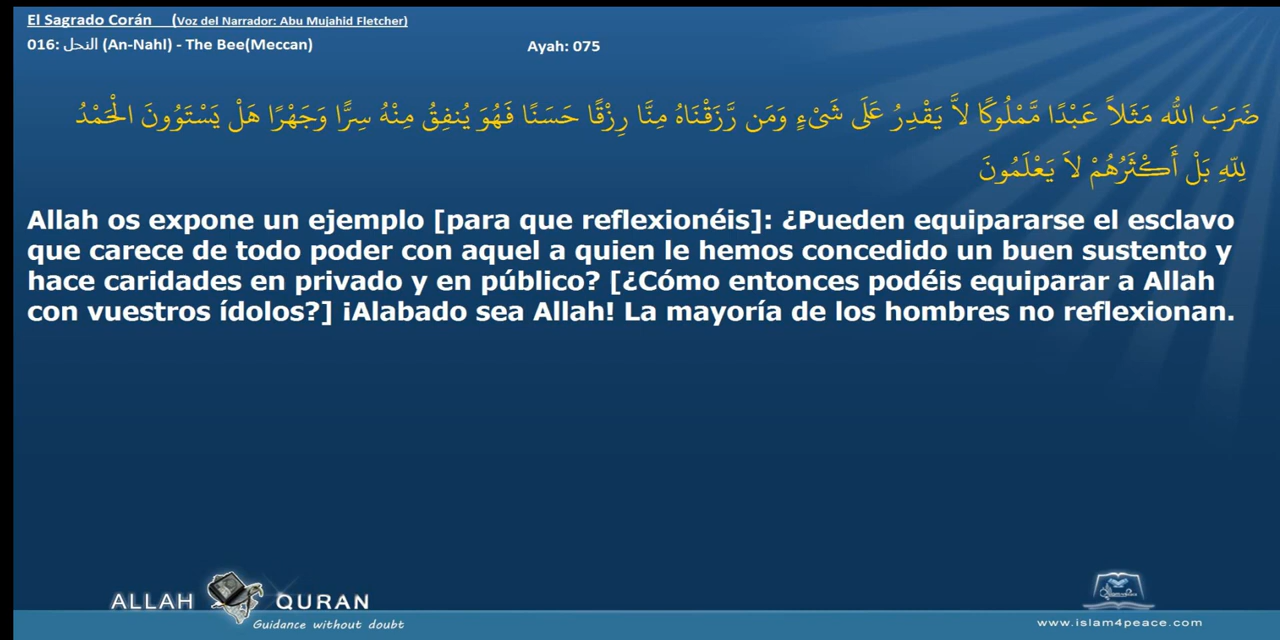 El Sagrado Corán (Voz del Narrador: Abu Mujahid Fletcher)
016: النحل (An-Nahl) - The Bee(Meccan) Ayah: 075
ضَرَبَ اللّهُ مَثَلاً عَبْدًا مَّمْلُوكًا لاَّ يَقْدِرُ عَلَى شَىْءٍ وَمَن رَّزَقْنَاهُ مِنَّا رِزْقًا حَسَنًا فَهُوَ يُنفِقُ مِنْهُ سِرًّا وَجَهْرًا هَلْ يَسْتَوُونَ الْحَمْدُ
لِلّهِ بَلْ أَكْثَرُهُمْ لاَ يَعْلَمُونَ
Allah os expone un ejemplo [para que reflexionéis]: ¿Pueden equipararse el esclavo
que carece de todo poder con aquel a quien le hemos concedido un buen sustento y
hace caridades en privado y en público? [¿Cómo entonces podéis equiparar a Allah
con vuestros ídolos?] ¡Alabado sea Allah! La mayoría de los hombres no reflexionan.
ALLAH QURAN
Guidance without doubt
www.islam4peace.com